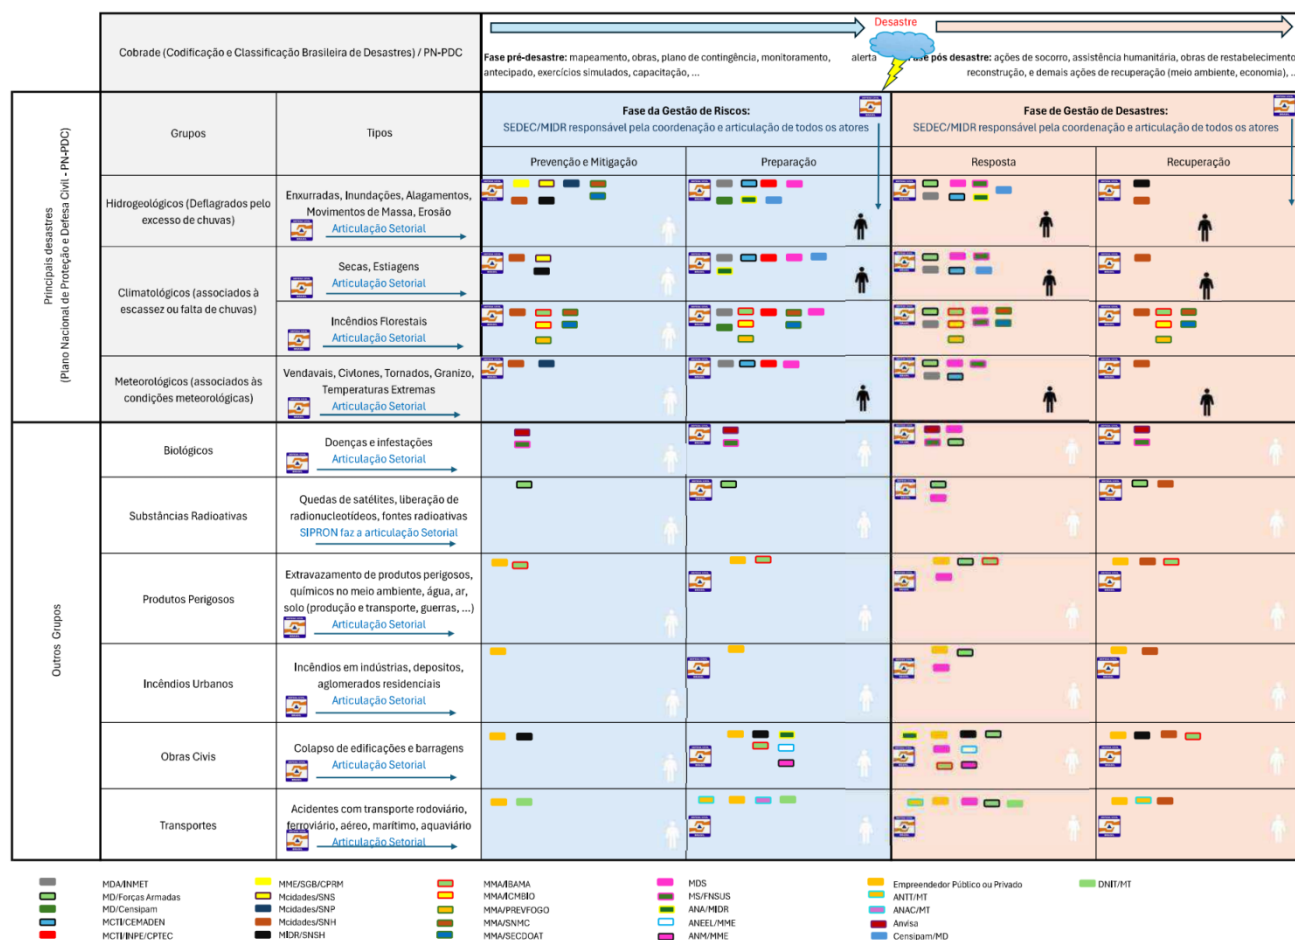 Cobrade (Codificação e Classificação Brasileira de Desastres) / PN-PDC
Desastre
Fase pré-desastre: mapeamento, obras, plano de contingência, monitoramento, alerta
antecipado, exercícios simulados, capacitação, ...
pós desastre: ações de socorro, assistência humanitária, obras de restabelecimento
reconstrução, e demais ações de recuperação (meio ambiente, economia), ..
Principais desastres
(Plano Nacional de Proteção e Defesa Civil - PN-PDC)
Grupos
Tipos
Fase da Gestão de Riscos:
SEDEC/MIDR responsável pela coordenação e articulação de todos os atores
Fase de Gestão de Desastres:
SEDEC/MIDR responsável pela coordenação e articulação de todos os atores
Prevenção e Mitigação
Preparação
Resposta
Recuperação
Hidrogeológicos (Deflagrados pelo
excesso de chuvas)
Enxurradas, Inundações, Alagamentos,
Movimentos de Massa, Erosão
Articulação Setorial
Climatológicos (associados à
escassez ou falta de chuvas)
Secas, Estiagens
Articulação Setorial
Incêndios Florestais
Articulação Setorial
Meteorológicos (associados às
condições meteorológicas)
Vendavais, Civlones, Tornados, Granizo,
Temperaturas Extremas
Articulação Setorial
Outros Grupos
Biológicos
Doenças e infestações
Articulação Setorial
Substâncias Radioativas
Quedas de satélites, liberação de
radionucleotídeos, fontes radioativas
SIPRON faz a articulação Setorial
Produtos Perigosos
Extravazamento de produtos perigosos,
químicos no meio ambiente, água, ar,
solo (produção e transporte, guerras, ...)
Articulação Setorial
Incêndios Urbanos
Incêndios em indústrias, depositos,
aglomerados residenciais
Articulação Setorial
Obras Civis
Colapso de edificações e barragens
Articulação Setorial
Transportes
Acidentes com transporte rodoviário,
ferroviário, aéreo, marítimo, aquaviário
Articulação Setorial
MDA/INMET
MD/Forças Armadas
MD/Censipam
MCTI/CEMADEN
MCTI/INPE/CPTEC
MME/SGB/CPRM
Mcidades/SNS
Mcidades/SNP
Mcidades/SNH
MIDR/SNSH
MMA/IBAMA
MMA/ICMBIO
MMA/PREVFOGO
MMA/SNMC
MMA/SECDOAT
MDS
MS/FNSUS
ANA/MIDR
ANEEL/MME
ANM/MME
Empreendedor Público ou Privado
ANTT/MT
ANAC/MT
Anvisa
Censipam/MD
DNIT/MT